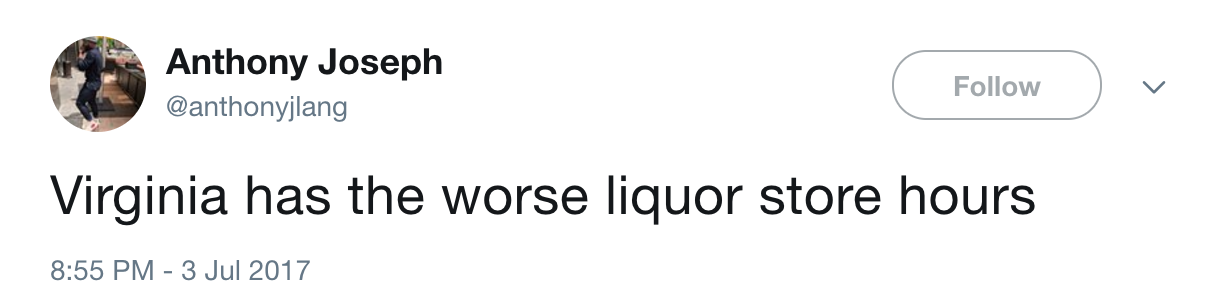 Anthony Joseph
@anthonyjlang
Follow
Virginia has the worse liquor store hours
8:55 PM - 3 Jul 2017